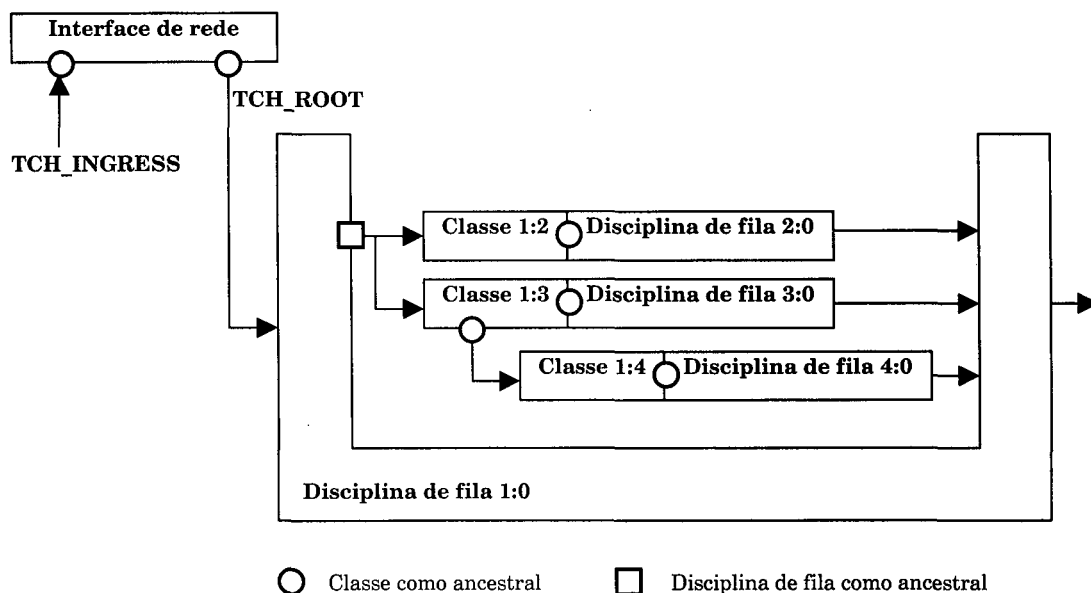 Interface de rede
TCH_ROOT
TCH_INGRESS
Classe 1:2 Disciplina de fila 2:0
Classe 1:3 Disciplina de fila 3:0
Classe 1:4 Disciplina de fila 4:0
Disciplina de fila 1:0
Classe como ancestral
Disciplina de fila como ancestral